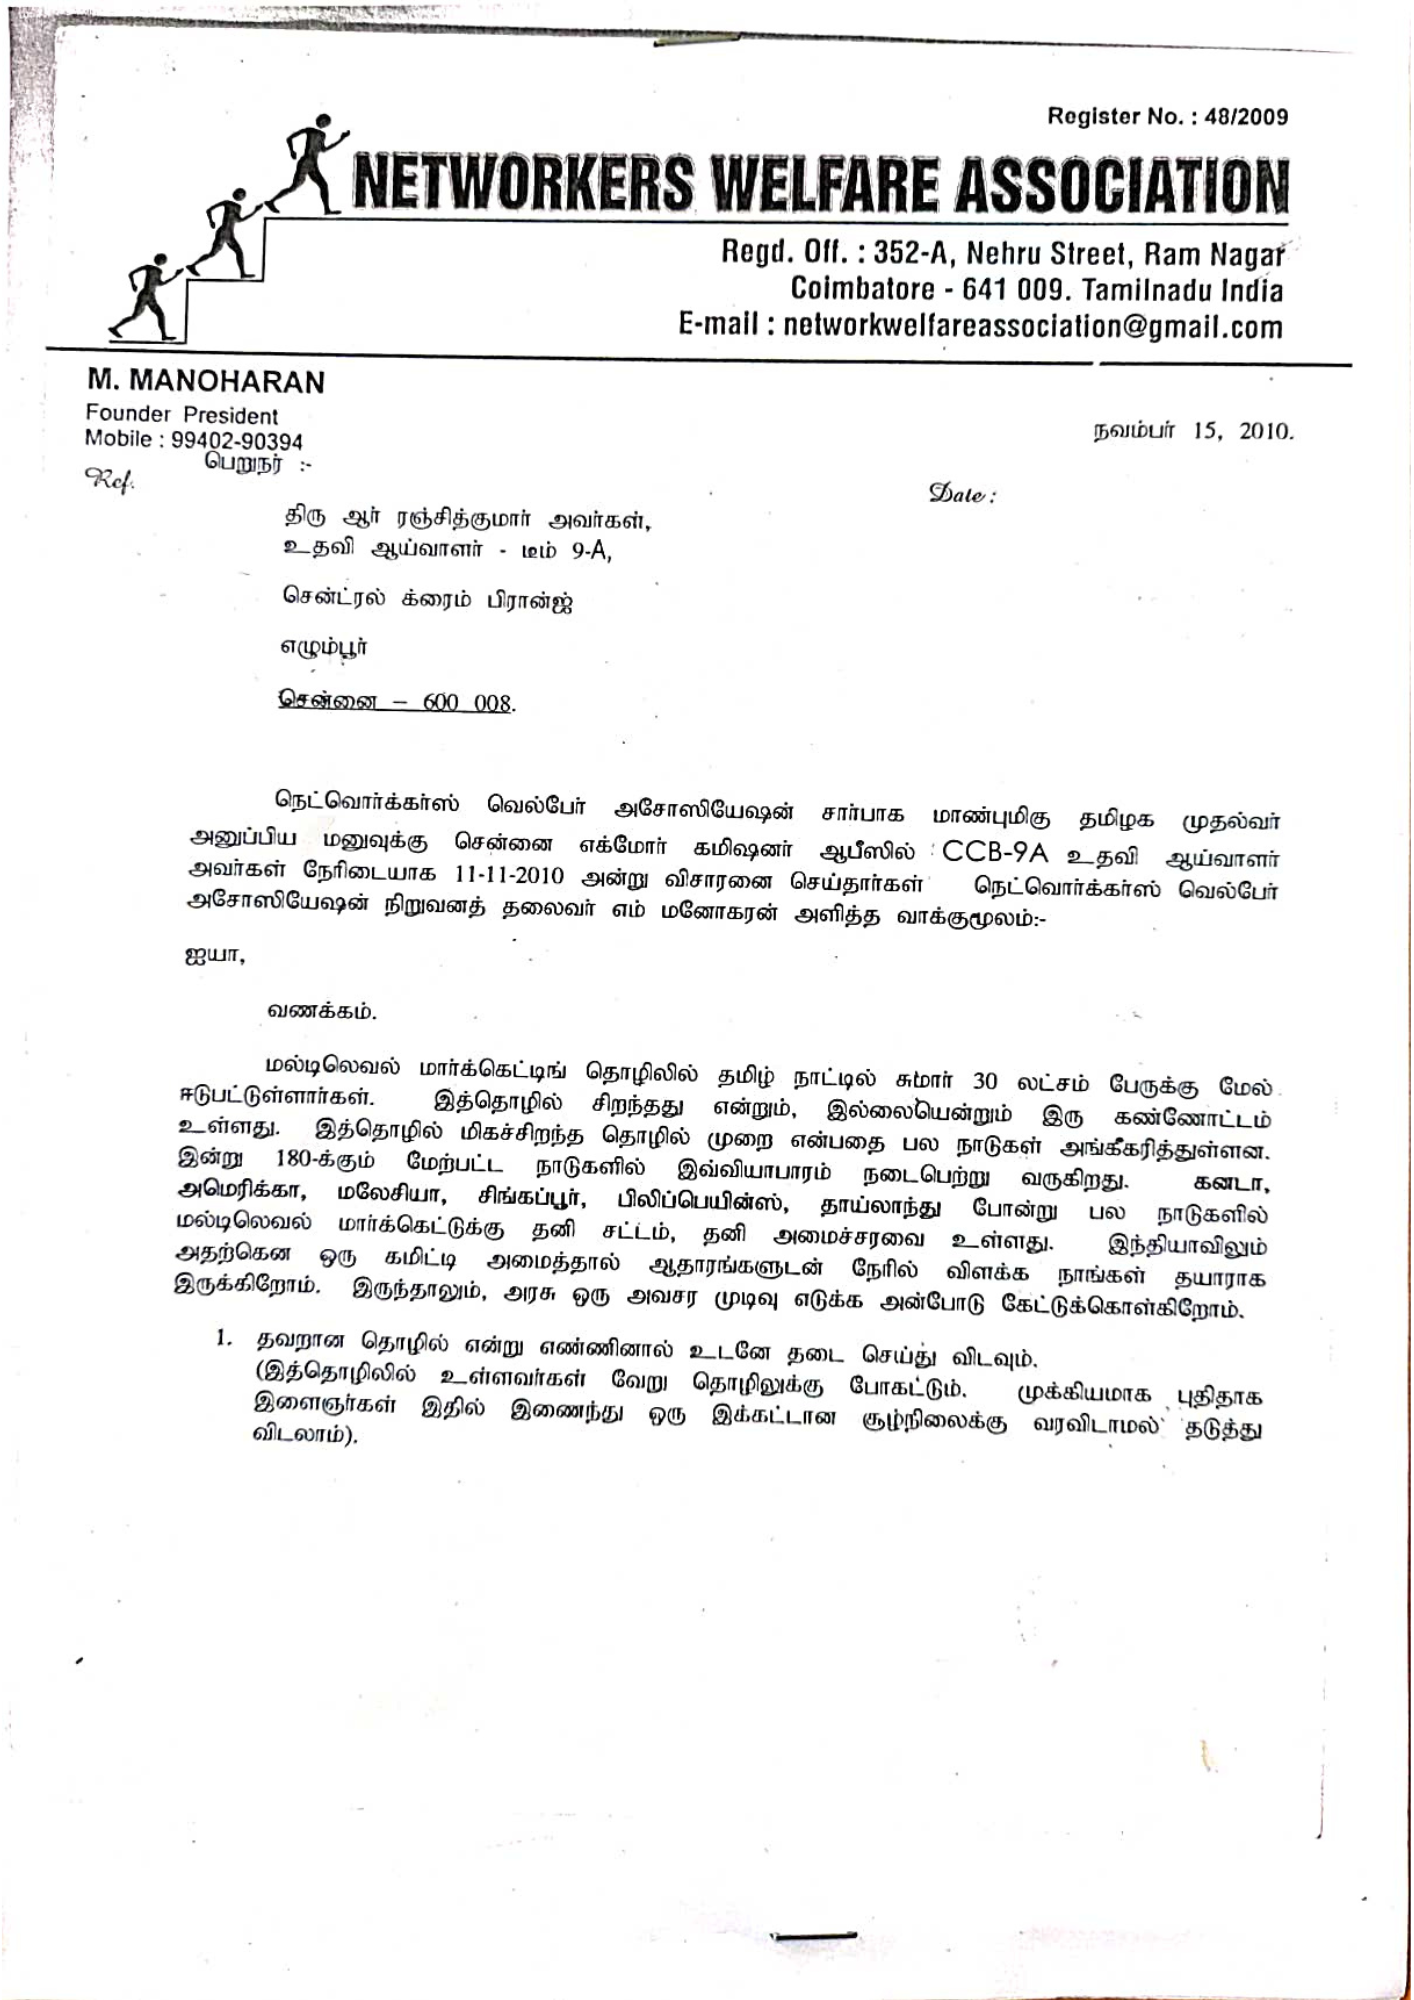 Register No. : 48/2009
NETWORKERS WELFARE ASSOCIATION
Regd. Off. : 352-A, Nehru Street, Ram Nagar
Coimbatore - 641 009. Tamilnadu India
E-mail : networkwelfareassociation@gmail.com
M. MANOHARAN
Founder President
Mobile : 99402-90394
நவம்பர் 15, 2010.
பெறுநர் :-
Ref.
Date :
திரு ஆர் ரஞ்சித்குமார் அவர்கள்,
உதவி ஆய்வாளர் - டீம் 9-A,
சென்ட்ரல் க்ரைம் பிரான்ஜ்
எழும்பூர்
சென்னை – 600 008.
நெட்வொர்க்கர்ஸ் வெல்பேர் அசோஸியேஷன் சார்பாக மாண்புமிகு தமிழக முதல்வர்
அனுப்பிய மனுவுக்கு சென்னை எக்மோர் கமிஷனர் ஆபீஸில் CCB-9A உதவி ஆய்வாளர்
அவர்கள் நேரிடையாக 11-11-2010 அன்று விசாரனை செய்தார்கள் நெட்வொர்க்கர்ஸ் வெல்பேர்
அசோஸியேஷன் நிறுவனத் தலைவர் எம் மனோகரன் அளித்த வாக்குமூலம்:-
ஐயா,
வணக்கம்.
மல்டிலெவல் மார்க்கெட்டிங் தொழிலில் தமிழ் நாட்டில் சுமார் 30 லட்சம் பேருக்கு மேல்
ஈடுபட்டுள்ளார்கள். இத்தொழில் சிறந்தது என்றும், இல்லையென்றும் இரு கண்ணோட்டம்
உள்ளது. இத்தொழில் மிகச்சிறந்த தொழில் முறை என்பதை பல நாடுகள் அங்கீகரித்துள்ளன.
இன்று 180-க்கும் மேற்பட்ட நாடுகளில் இவ்வியாபாரம் நடைபெற்று வருகிறது. கனடா,
அமெரிக்கா, மலேசியா, சிங்கப்பூர், பிலிப்பெயின்ஸ், தாய்லாந்து போன்று பல நாடுகளில்
மல்டிலெவல் மார்க்கெட்டுக்கு தனி சட்டம், தனி அமைச்சரவை உள்ளது. இந்தியாவிலும்
அதற்கென ஒரு கமிட்டி அமைத்தால் ஆதாரங்களுடன் நேரில் விளக்க நாங்கள் தயாராக
இருக்கிறோம். இருந்தாலும், அரசு ஒரு அவசர முடிவு எடுக்க அன்போடு கேட்டுக்கொள்கிறோம்.
1. தவறான தொழில் என்று எண்ணினால் உடனே தடை செய்து விடவும்.
(இத்தொழிலில் உள்ளவர்கள் வேறு தொழிலுக்கு போகட்டும். முக்கியமாக புதிதாக
இளைஞர்கள் இதில் இணைந்து ஒரு இக்கட்டான சூழ்நிலைக்கு வரவிடாமல் தடுத்து
விடலாம்).